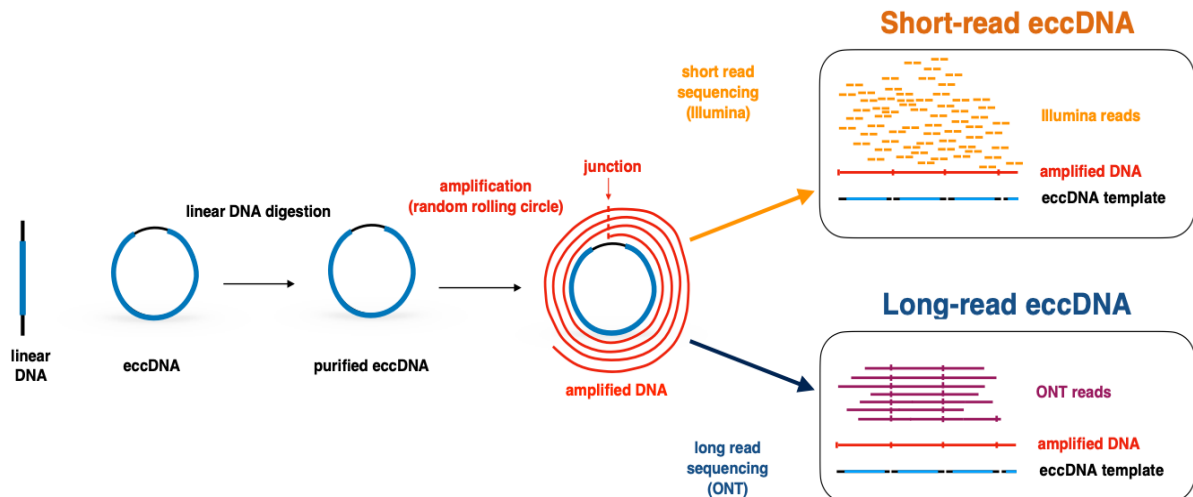 Short-read eccDNA
short read
sequencing
(Illumina)
Illumina reads
amplified DNA
eccDNA template
junction
amplification
(random rolling circle)
linear DNA digestion
linear
DNA
eccDNA
purified eccDNA
amplified DNA
Long-read eccDNA
ONT reads
amplified DNA
eccDNA template
long read
sequencing
(ONT)